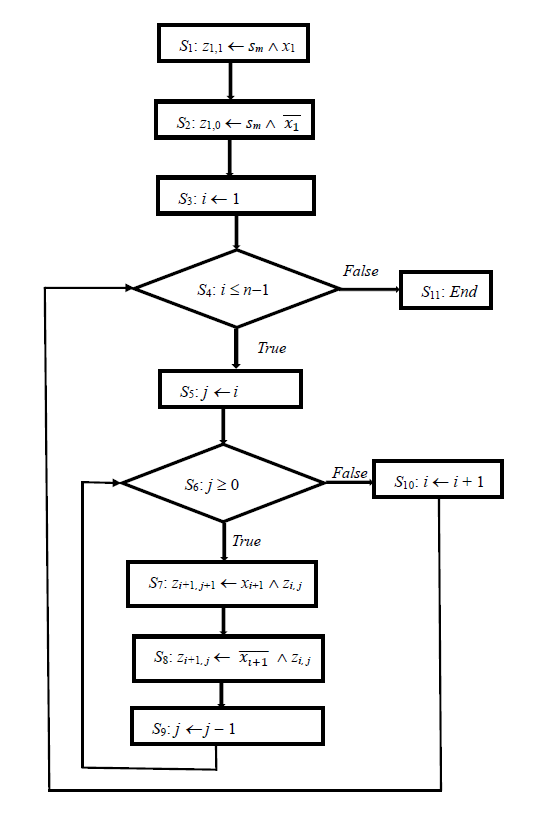 S₁: z₁,₁ ← sₘ ∧ x₁
S₂: z₁,₀ ← sₘ ∧ x̅₁
S₃: i ← 1
S₄: i ≤ n−1
False
S₁₁: End
True
S₅: j ← i
S₆: j ≥ 0
False
S₁₀: i ← i + 1
True
S₇: zᵢ₊₁, ⱼ₊₁ ← xᵢ₊₁ ∧ zᵢ, ⱼ
S₈: zᵢ₊₁, ⱼ ← x̅ᵢ₊₁ ∧ zᵢ, ⱼ
S₉: j ← j − 1